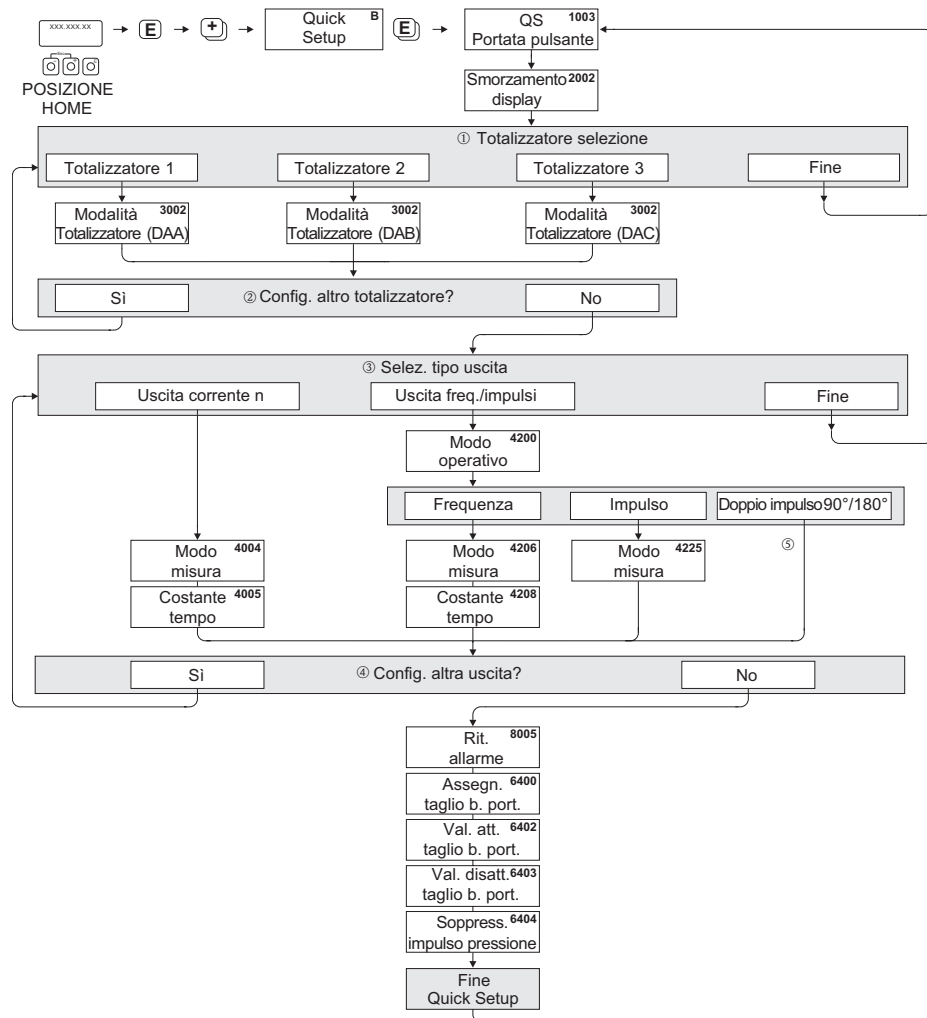 xxx.xxx.xx
E
+
Quick
Setup
B
E
QS
Portata pulsante
1003
Esc
POSIZIONE
HOME
Smorzamento
display
2002
① Totalizzatore selezione
Totalizzatore 1
Totalizzatore 2
Totalizzatore 3
Fine
Modalità
Totalizzatore (DAA)
3002
Modalità
Totalizzatore (DAB)
3002
Modalità
Totalizzatore (DAC)
3002
Sì
② Config. altro totalizzatore?
No
③ Selez. tipo uscita
Uscita corrente n
Uscita freq./impulsi
Fine
Modo
operativo
4200
Frequenza
Impulso
Doppio impulso90°/180°
⑤
Modo
misura
4004
Modo
misura
4206
Modo
misura
4225
Costante
tempo
4005
Costante
tempo
4208
Sì
④ Config. altra uscita?
No
Rit.
allarme
8005
Assegn.
taglio b. port.
6400
Val. att.
taglio b. port.
6402
Val. disatt.
taglio b. port.
6403
Soppress.
impulso pressione
6404
Fine
Quick Setup